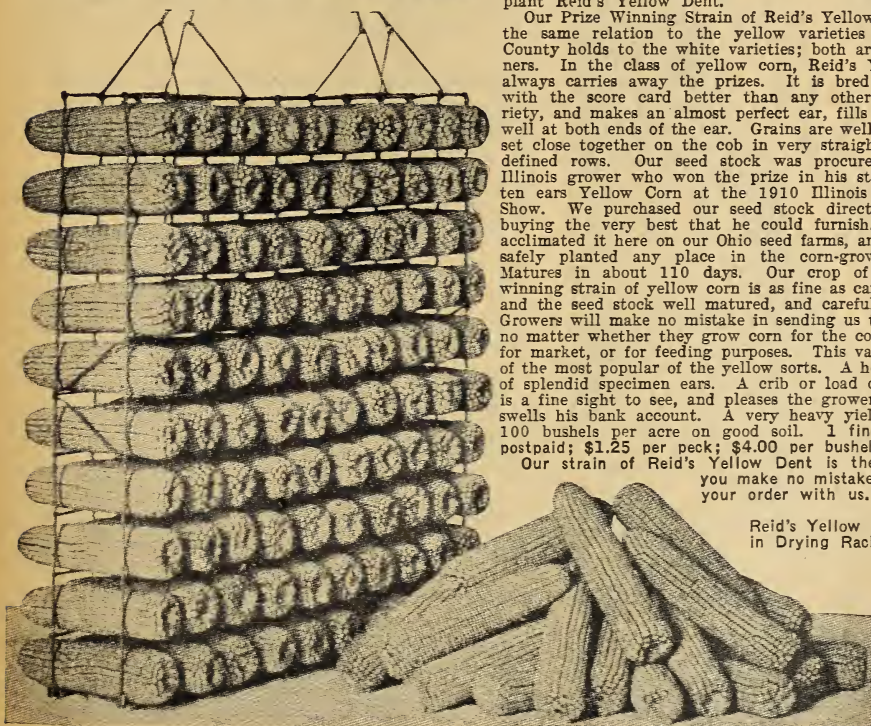 plant Reid's Yellow Dent.
Our Prize Winning Strain of Reid's Yellow
the same relation to the yellow varieties
County holds to the white varieties; both ar
ners. In the class of yellow corn, Reid's Y
always carries away the prizes. It is bred
with the score card better than any other
riety, and makes an almost perfect ear, fills
well at both ends of the ear. Grains are well
set close together on the cob in very straigh
defined rows. Our seed stock was procure
Illinois grower who won the prize in his st
ten ears Yellow Corn at the 1910 Illinois
Show. We purchased our seed stock direct
buying the very best that he could furnish.
acclimated it here on our Ohio seed farms, an
safely planted any place in the corn-grow
Matures in about 110 days. Our crop of
winning strain of yellow corn is as fine as ca
and the seed stock well matured, and careful
Growers will make no mistake in sending us
no matter whether they grow corn for the co
for market, or for feeding purposes. This va
of the most popular of the yellow sorts. A h
of splendid specimen ears. A crib or load o
is a fine sight to see, and pleases the grower
swells his bank account. A very heavy yiel
100 bushels per acre on good soil. 1 fin
postpaid; $1.25 per peck; $4.00 per bushel
Our strain of Reid's Yellow Dent is the
you make no mistake
your order with us.
Reid's Yellow
in Drying Rac